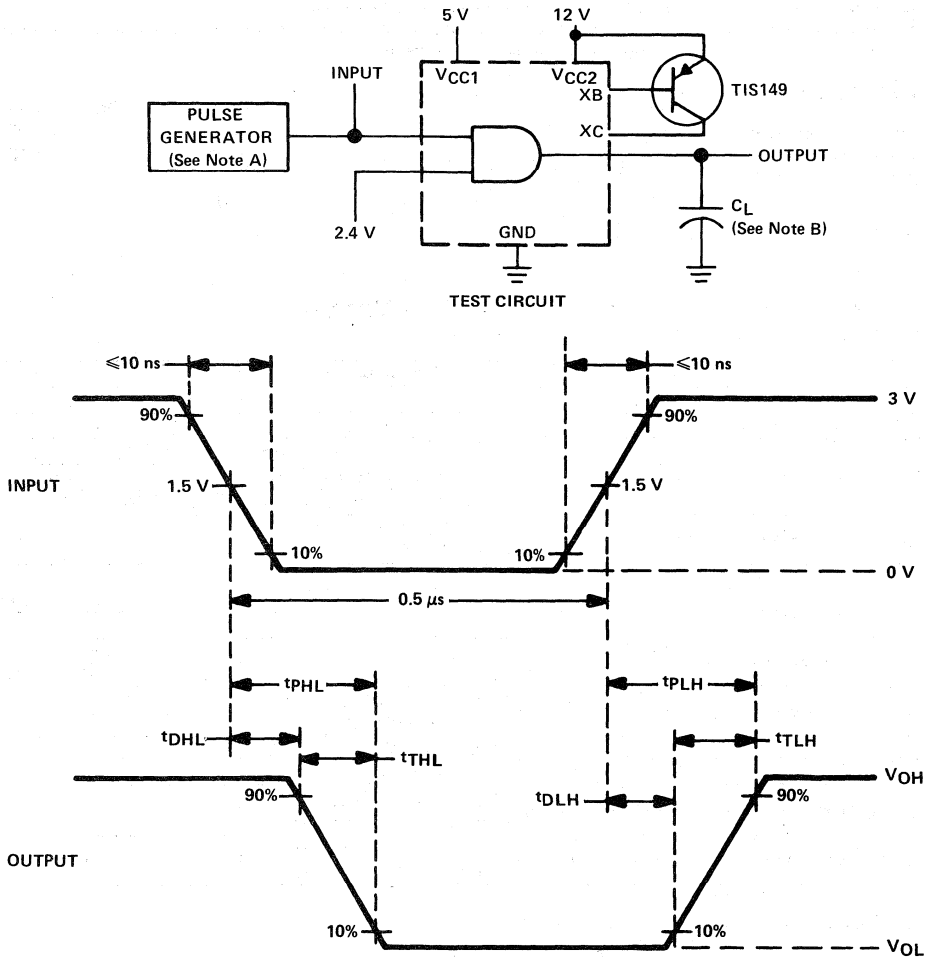 5 V
12 V
INPUT
VCC1
VCC2
XB
TIS149
PULSE
GENERATOR
(See Note A)
XC
OUTPUT
2.4 V
CL
(See Note B)
GND
TEST CIRCUIT
≤10 ns
≤10 ns
3 V
90%
90%
INPUT
1.5 V
1.5 V
10%
10%
0 V
0.5 μs
tPHL
tPLH
tDHL
tTHL
tTLH
VOH
90%
tDLH
90%
OUTPUT
10%
10%
VOL